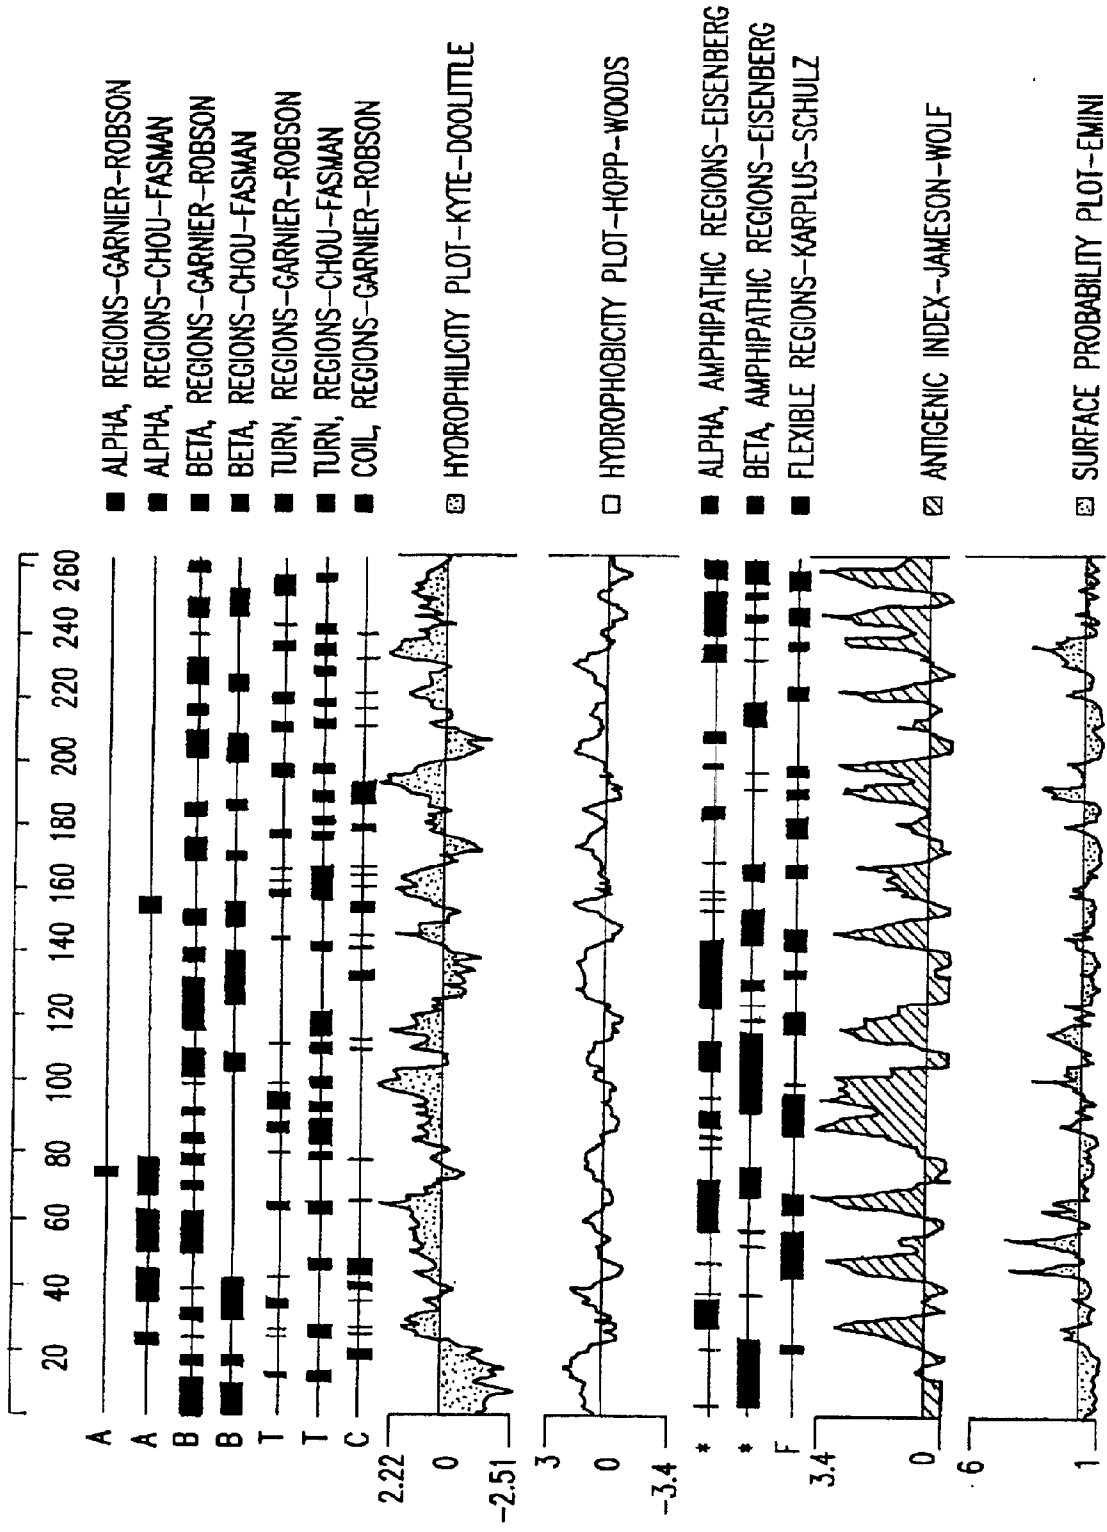 20 40 60 80 100 120 140 160 180 200 220 240 260
A ■ ALPHA, REGIONS-GARNIER-ROBSON
A ■ ALPHA, REGIONS-CHOU-FASMAN
B ■ BETA, REGIONS-GARNIER-ROBSON
B ■ BETA, REGIONS-CHOU-FASMAN
T ■ TURN, REGIONS-GARNIER-ROBSON
T ■ TURN, REGIONS-CHOU-FASMAN
C ■ COIL, REGIONS-GARNIER-ROBSON
2.22
0 HYDROPHILICITY PLOT-KYTE-DOOLITTLE
-2.51
3
0 HYDROPHOBICITY PLOT-HOPP-WOODS
-3.4
* ■ ALPHA, AMPHIPATHIC REGIONS-EISENBERG
* ■ BETA, AMPHIPATHIC REGIONS-EISENBERG
F ■ FLEXIBLE REGIONS-KARPLUS-SCHULZ
3.4
0 ANTIGENIC INDEX-JAMESON-WOLF
6
1 SURFACE PROBABILITY PLOT-EMINI